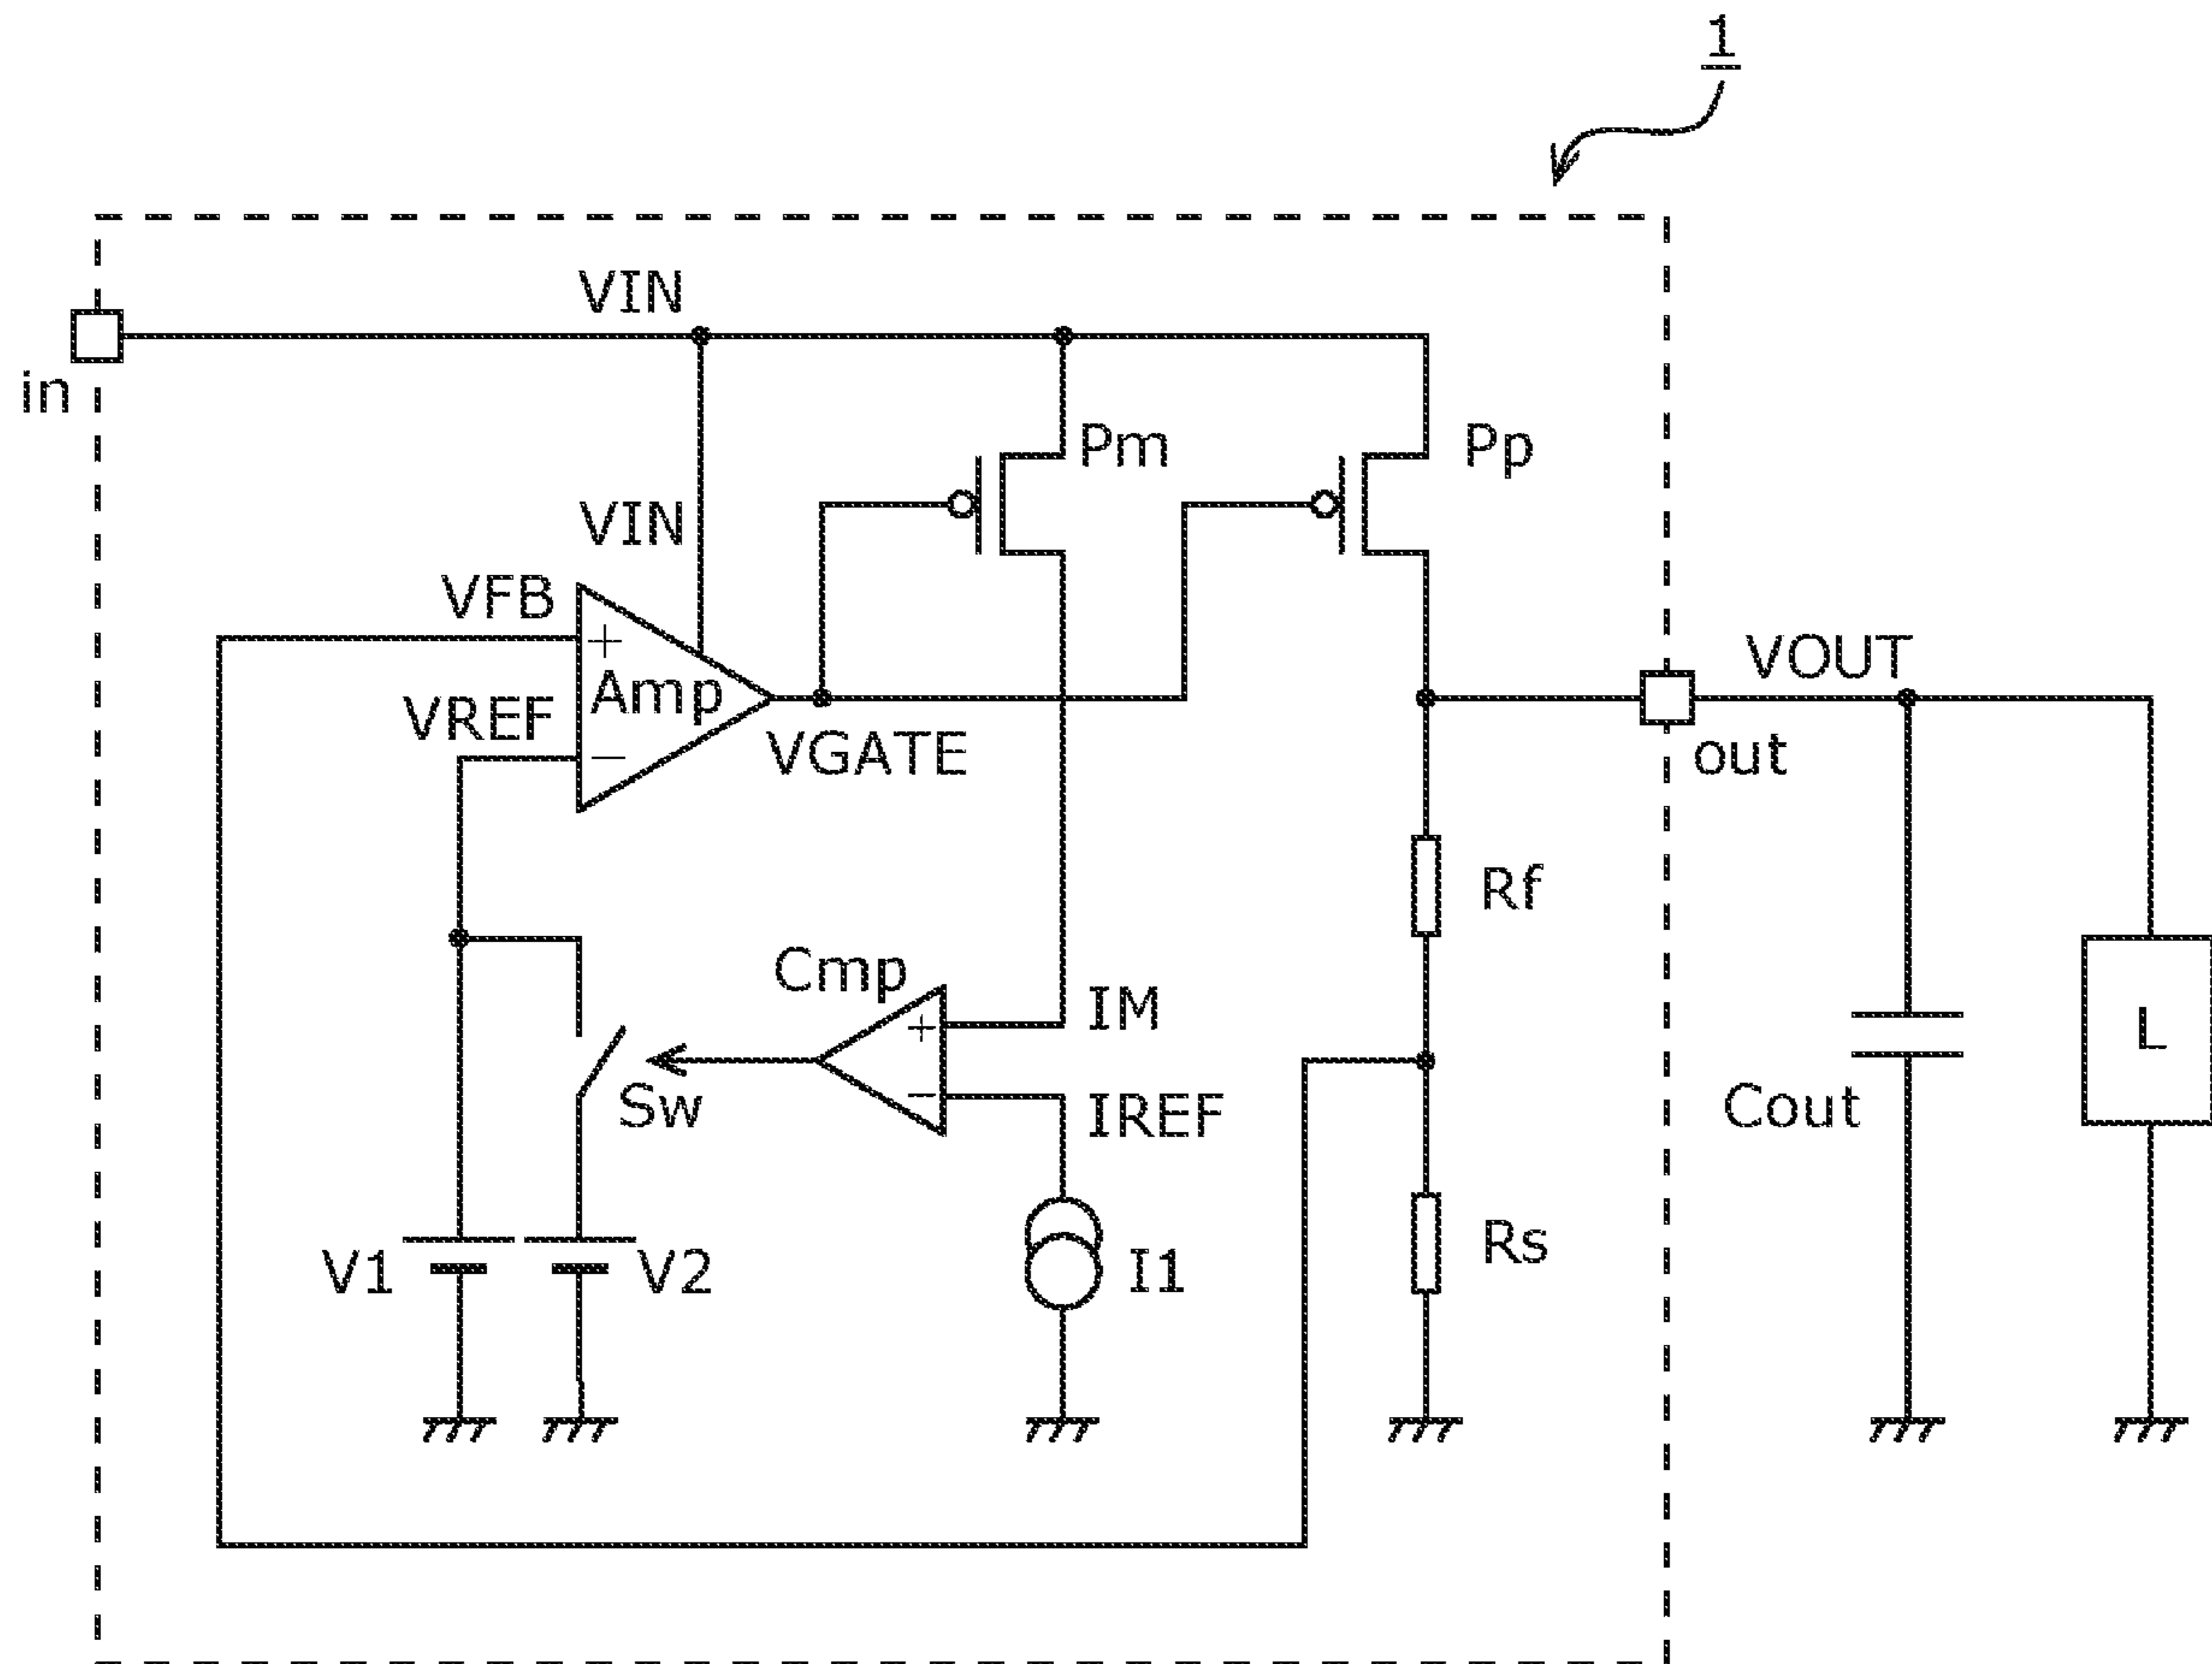 1
VIN
in
Pm
Pp
VIN
VFB
+
Amp
VREF
−
VGATE
VOUT
out
Rf
Cmp
+
IM
L
Sw
−
IREF
Cout
V1
V2
I1
Rs